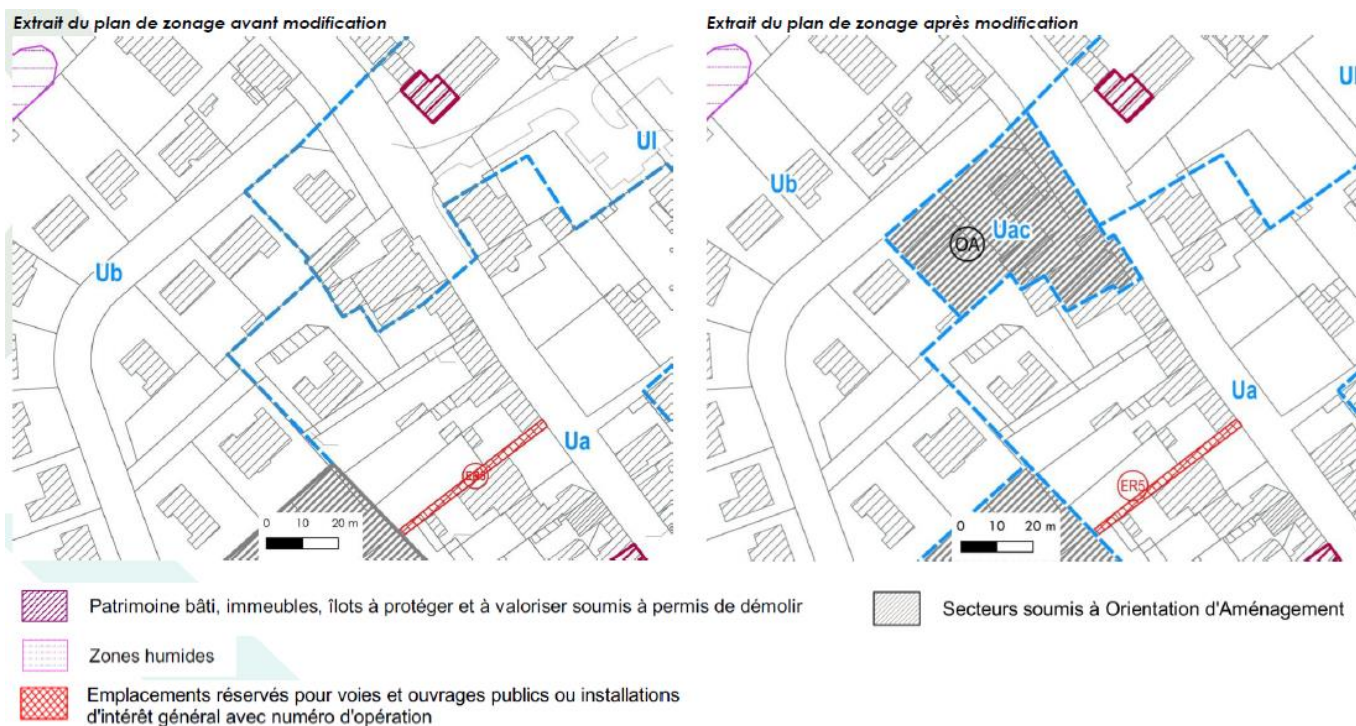 Extrait du plan de zonage avant modification
Extrait du plan de zonage après modification
Ul
Ub
Ua
ER5
0 10 20 m
Ub
Uac
OA
Ua
ER5
0 10 20 m
Patrimoine bâti, immeubles, îlots à protéger et à valoriser soumis à permis de démolir
Secteurs soumis à Orientation d'Aménagement
Zones humides
Emplacements réservés pour voies et ouvrages publics ou installations
d'intérêt général avec numéro d'opération